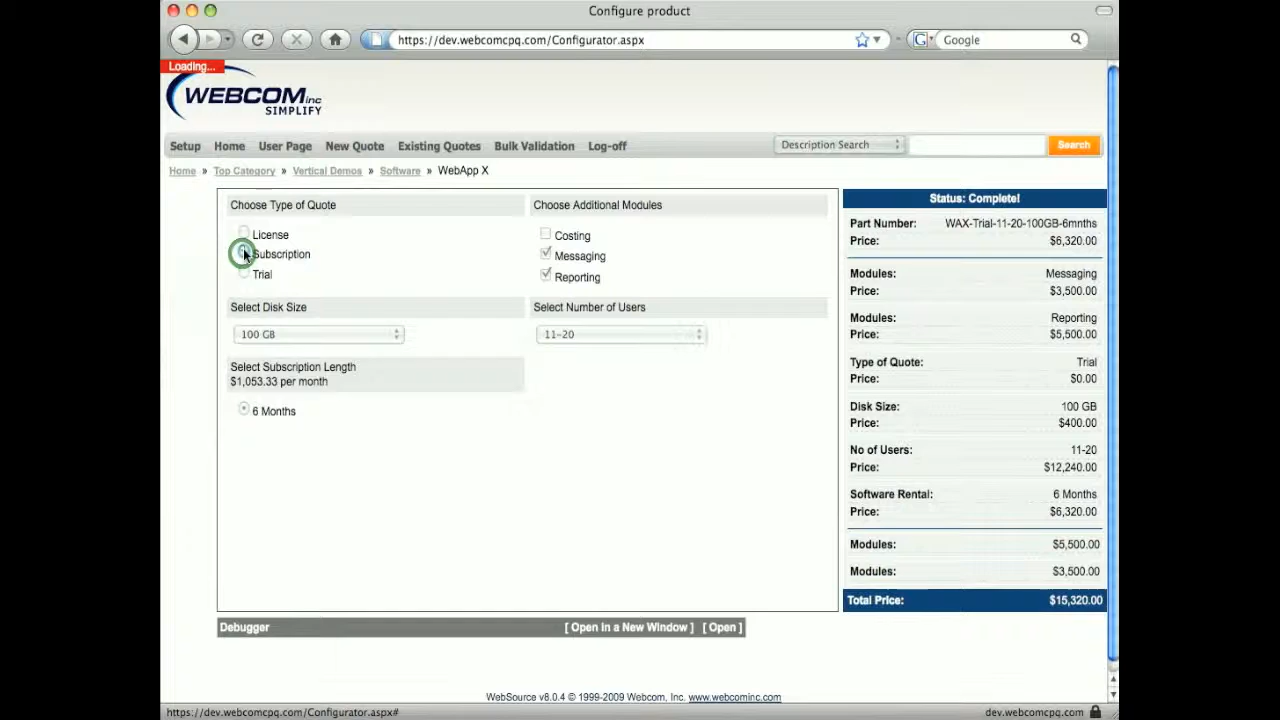 Configure product
https://dev.webcomcpq.com/Configurator.aspx
Google
Loading...
WEBCOM inc
SIMPLIFY
Setup Home User Page New Quote Existing Quotes Bulk Validation Log-off
Description Search
Search
Home » Top Category » Vertical Demos » Software » WebApp X
Choose Type of Quote
License
Subscription
Trial
Choose Additional Modules
Costing
Messaging
Reporting
Select Disk Size
100 GB
Select Number of Users
11-20
Select Subscription Length
$1,053.33 per month
6 Months
Status: Complete!
Part Number: WAX-Trial-11-20-100GB-6mnths
Price: $6,320.00
Modules: Messaging
Price: $3,500.00
Modules: Reporting
Price: $5,500.00
Type of Quote: Trial
Price: $0.00
Disk Size: 100 GB
Price: $400.00
No of Users: 11-20
Price: $12,240.00
Software Rental: 6 Months
Price: $6,320.00
Modules: $5,500.00
Modules: $3,500.00
Total Price: $15,320.00
Debugger [ Open in a New Window ] [ Open ]
WebSource v8.0.4 © 1999-2009 Webcom, Inc. www.webcominc.com
https://dev.webcomcpq.com/Configurator.aspx# dev.webcomcpq.com